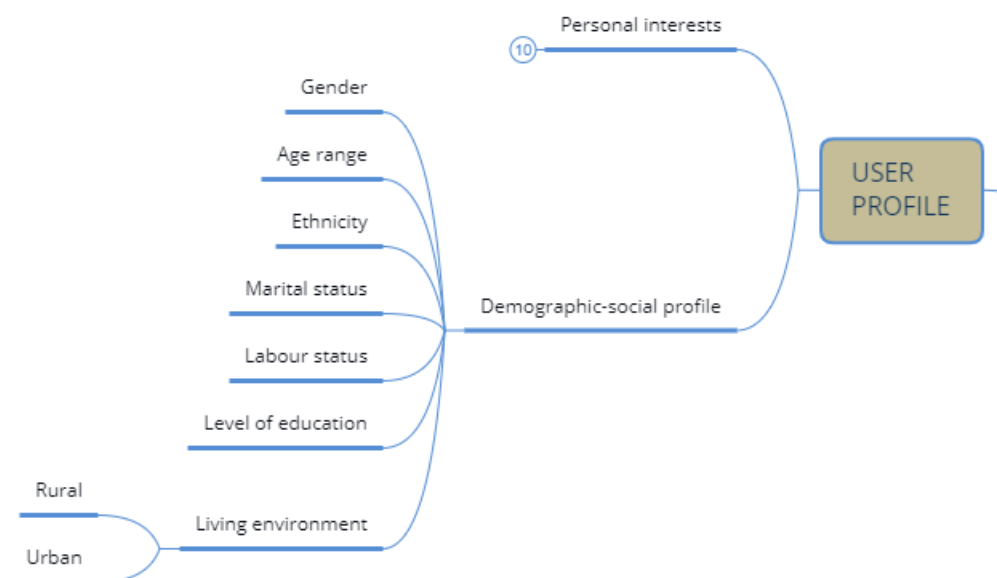 Personal interests
10
Gender
Age range
Ethnicity
Marital status
Labour status
Level of education
Living environment
Rural
Urban
Demographic-social profile
USER
PROFILE